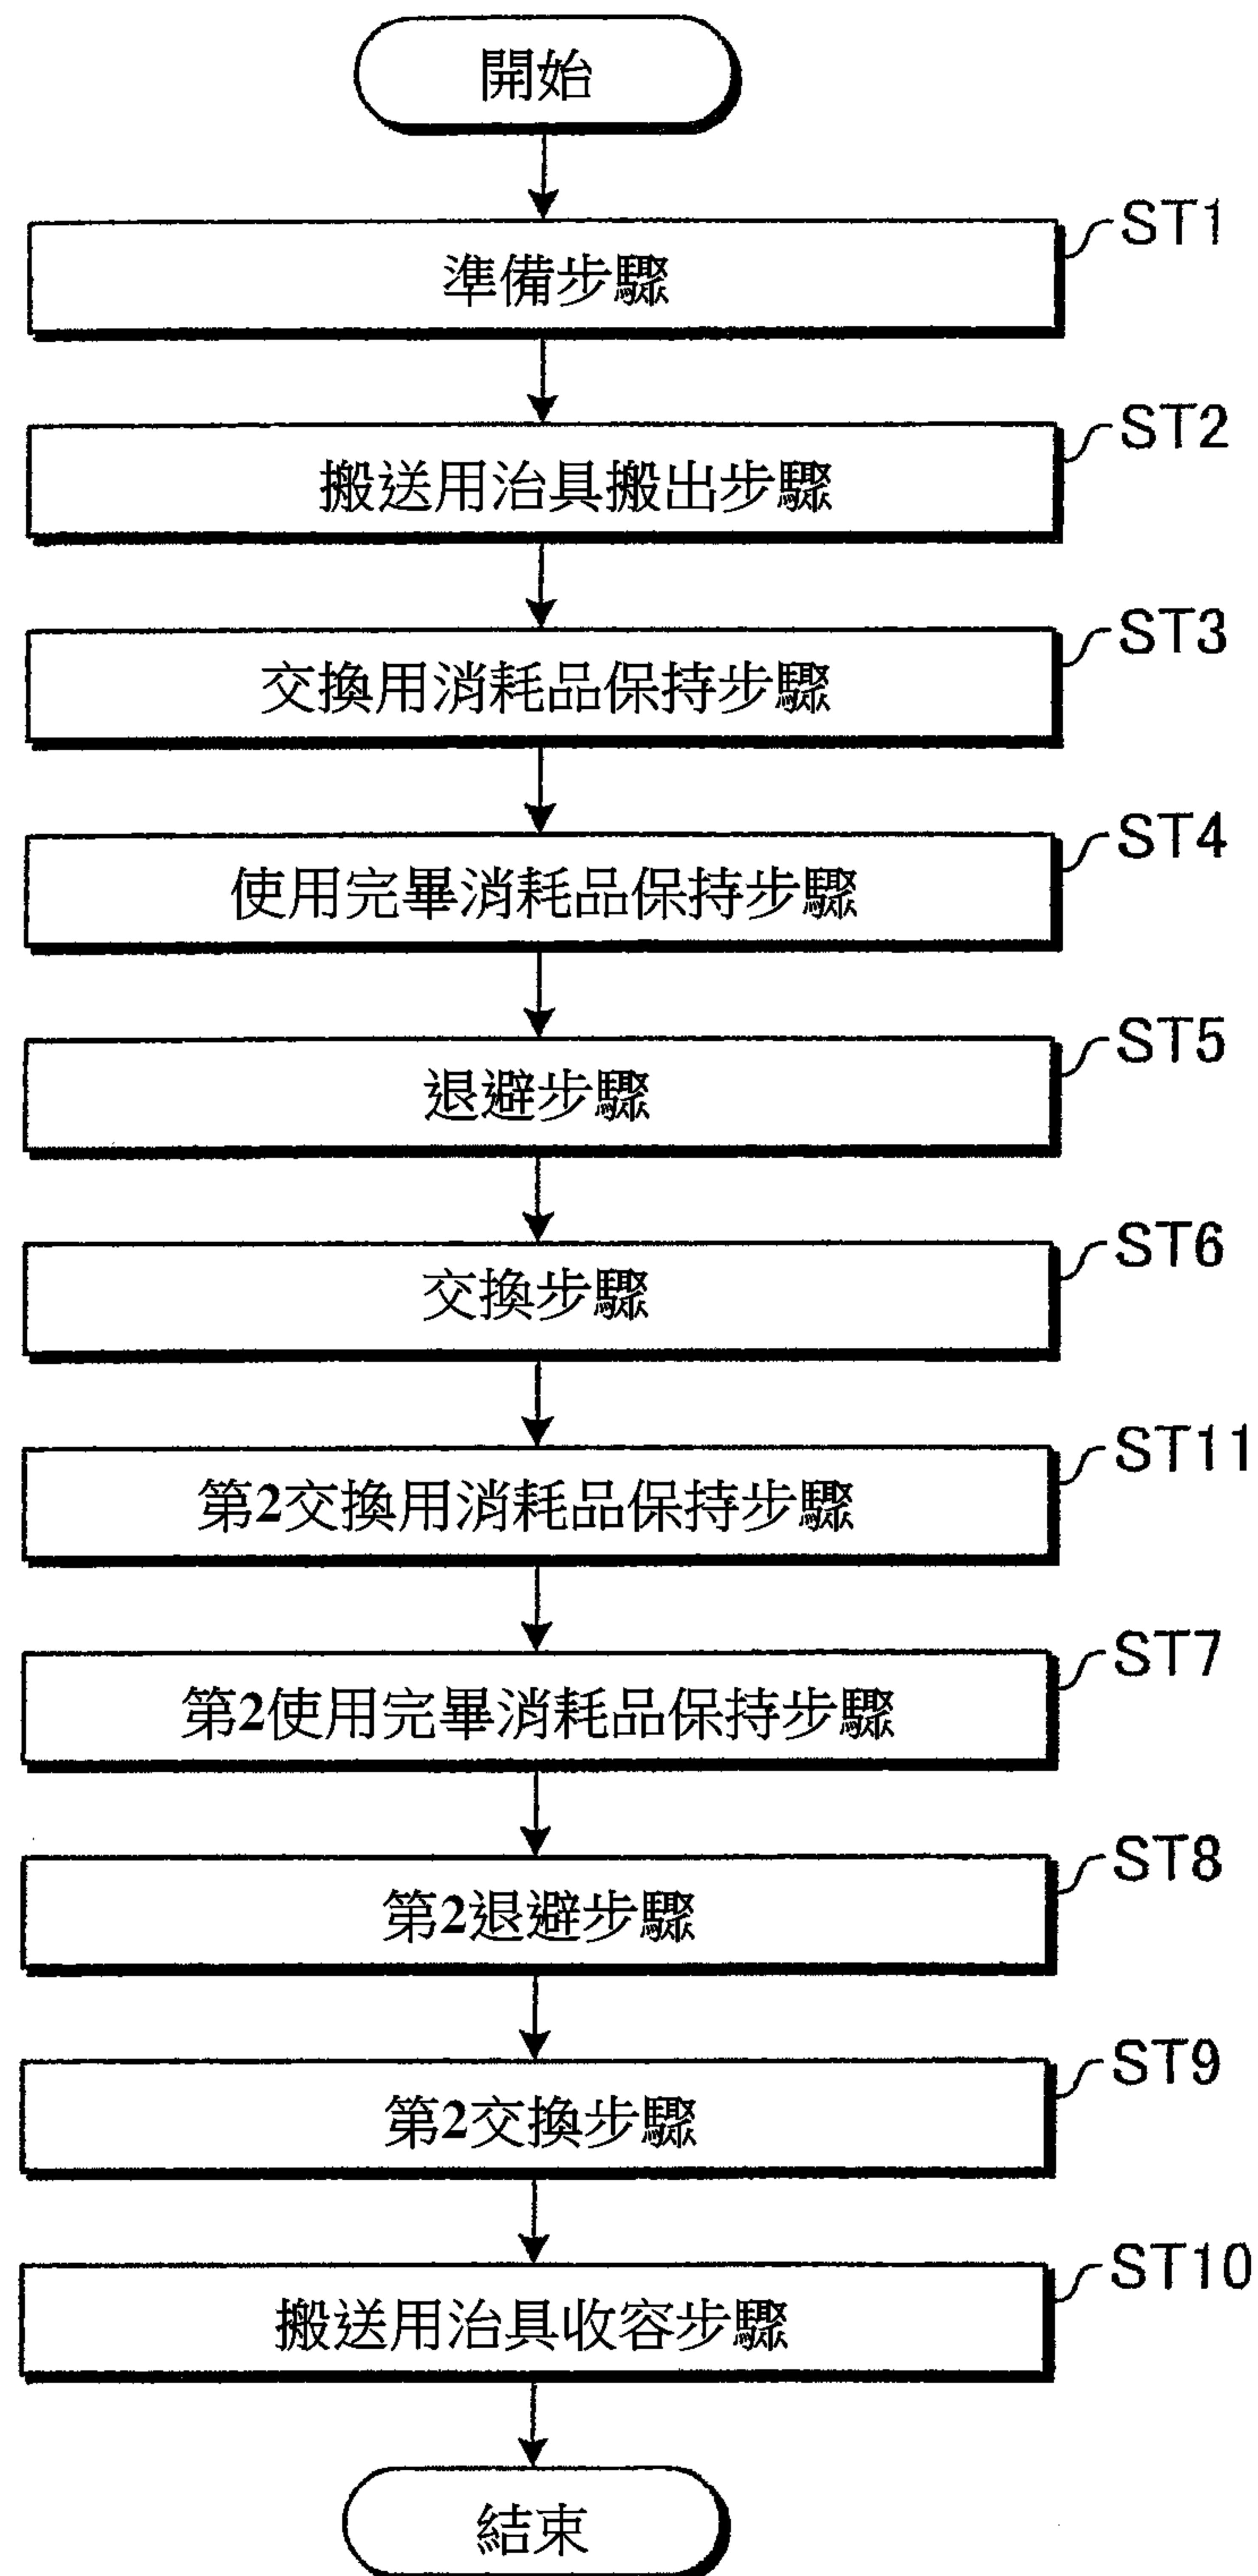 開始
ST1
準備步驟
ST2
搬送用治具搬出步驟
ST3
交換用消耗品保持步驟
ST4
使用完畢消耗品保持步驟
ST5
退避步驟
ST6
交換步驟
ST11
第2交換用消耗品保持步驟
ST7
第2使用完畢消耗品保持步驟
ST8
第2退避步驟
ST9
第2交換步驟
ST10
搬送用治具收容步驟
結束